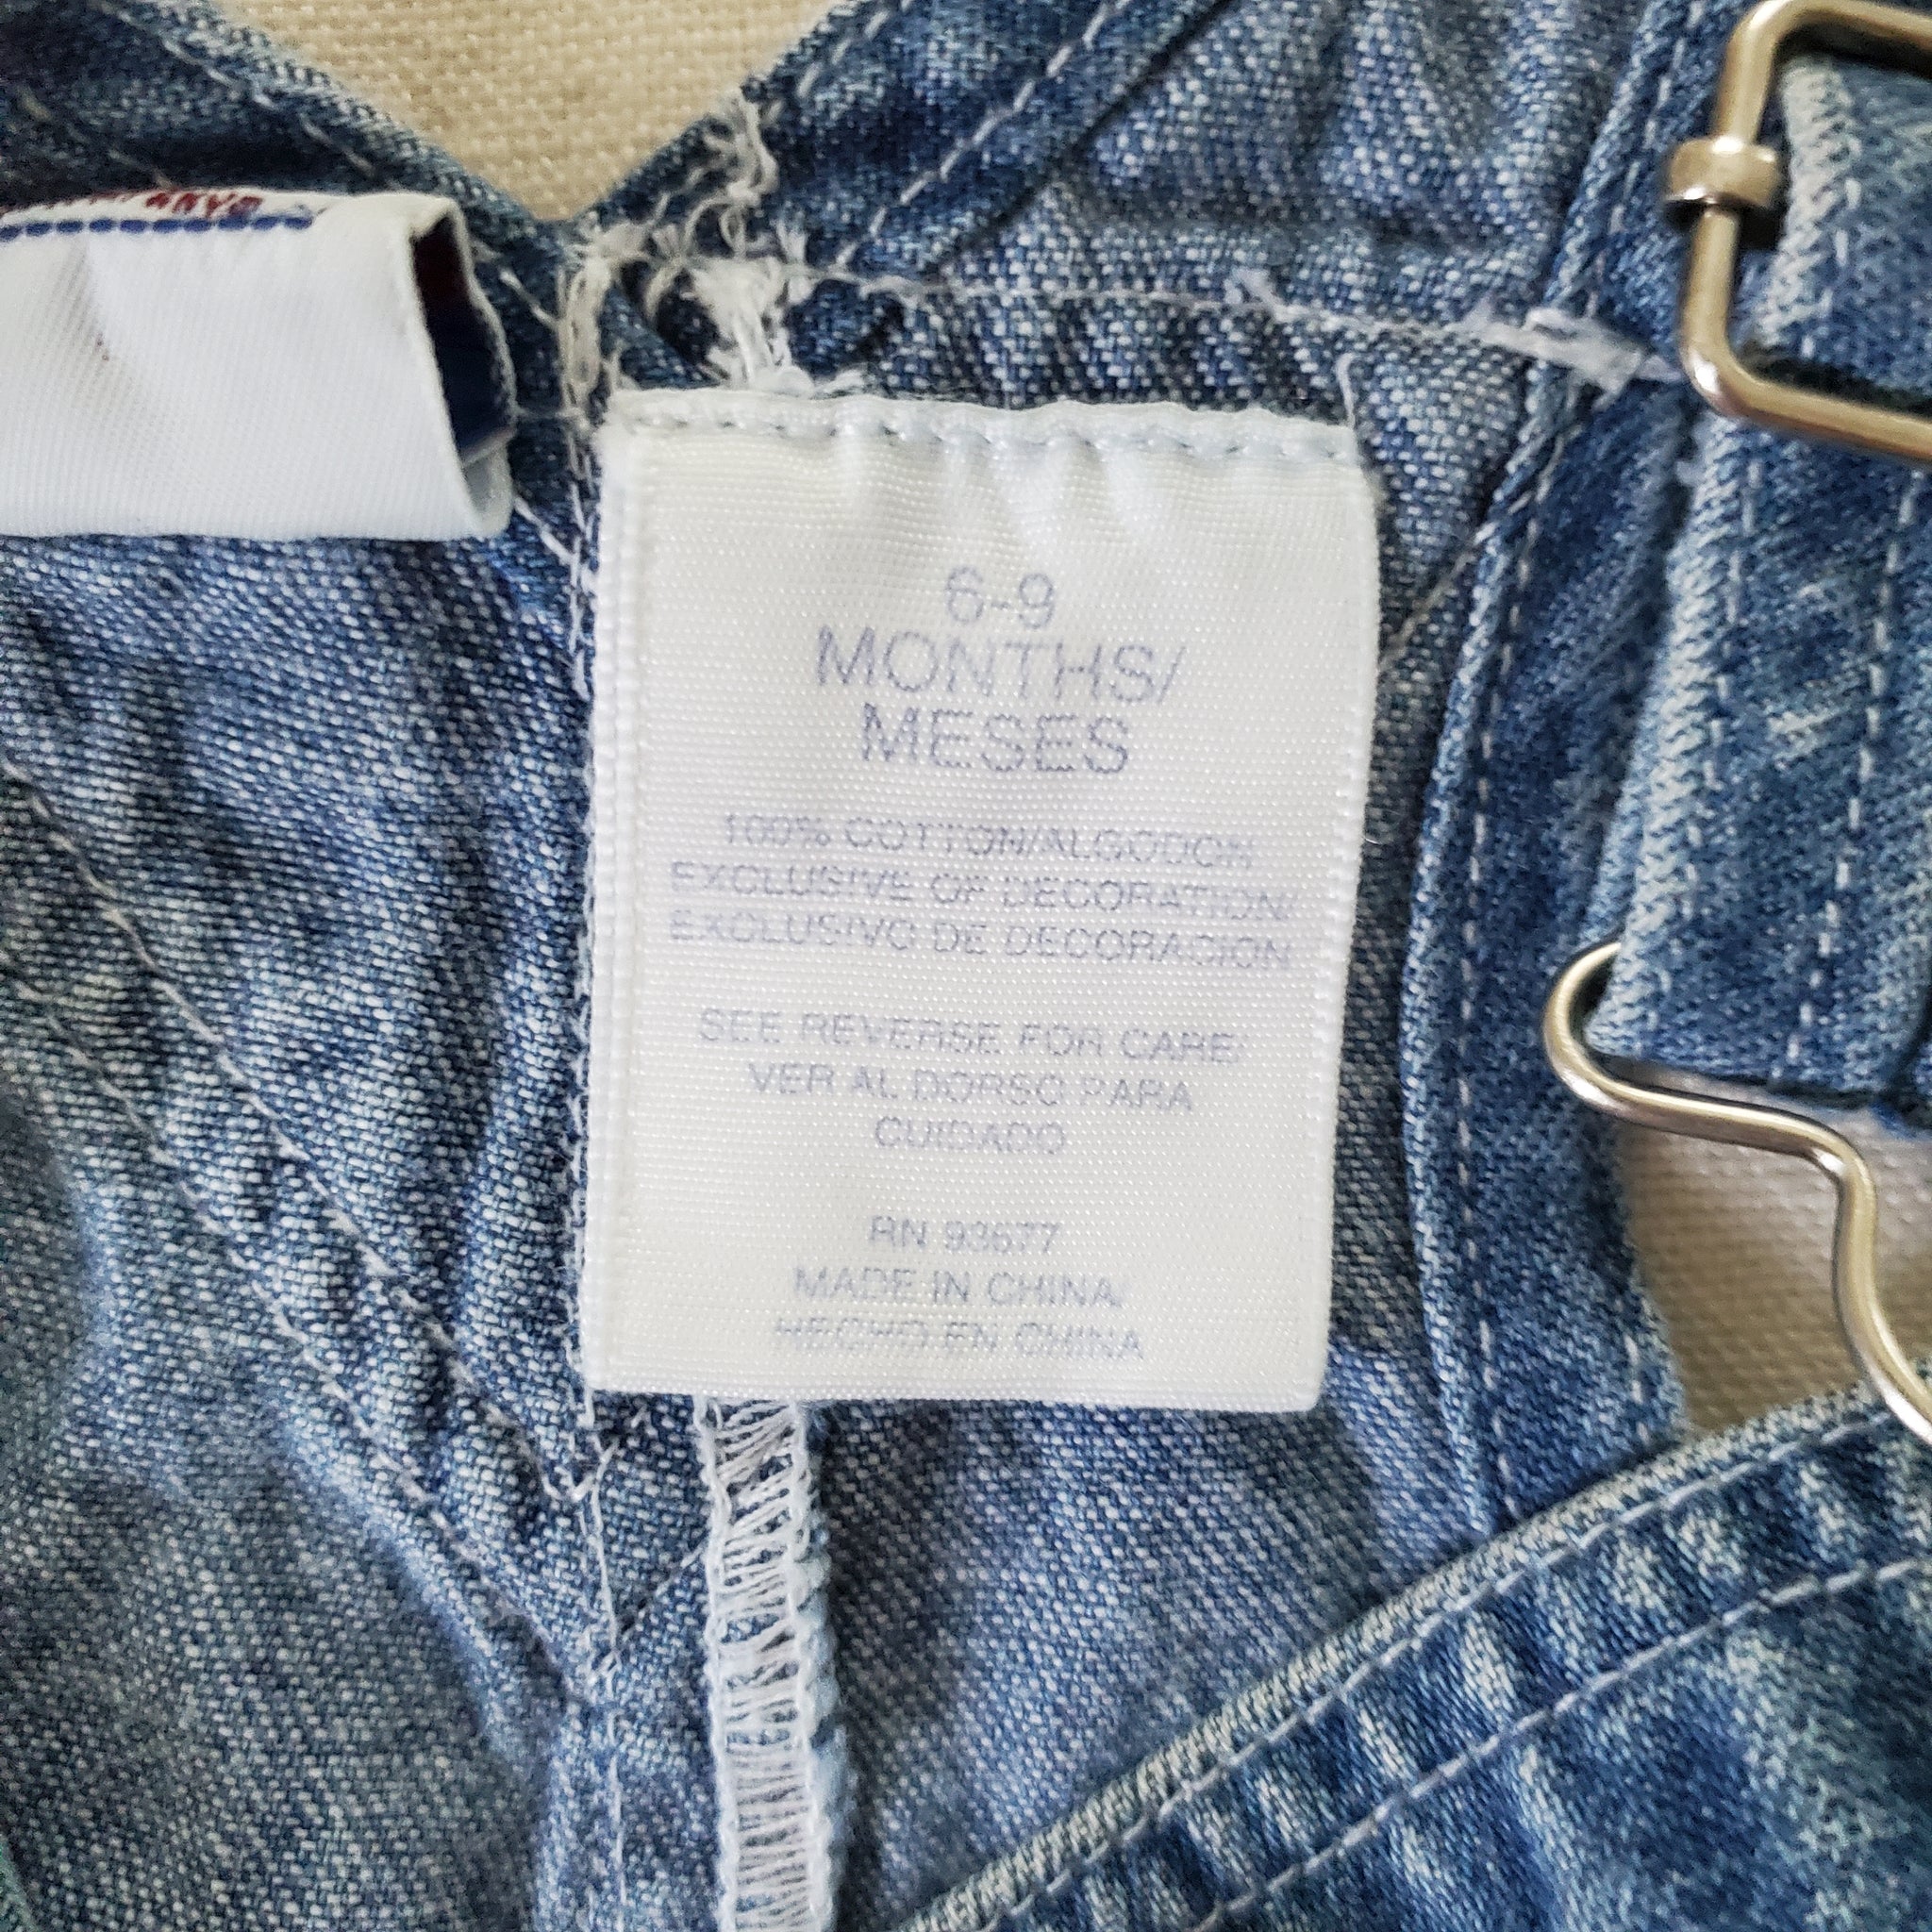 6-9
MONTHS/
MESES
100% COTTON/ALGODON
EXCLUSIVE OF DECORATION/
EXCLUSIVO DE DECORACION
SEE REVERSE FOR CARE
VER AL DORSO PARA
CUIDADO
RN 93677
MADE IN CHINA/
HECHO EN CHINA